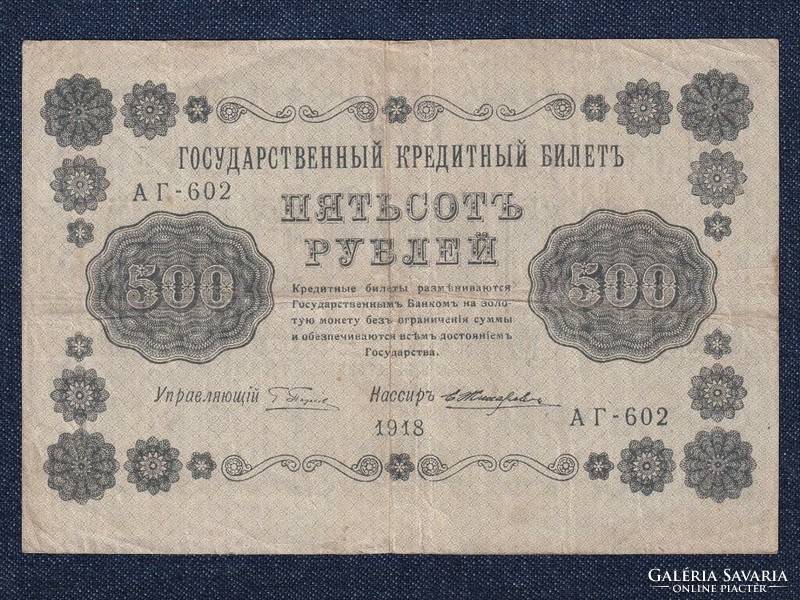 ГОСУДАРСТВЕННЫЙ КРЕДИТНЫЙ БИЛЕТЪ
АГ-602
ПЯТЬСОТЪ
РУБЛЕЙ
500
500
Кредитные билеты размѣниваются
Государственнымъ Банкомъ на золо-
тую монету безъ ограниченія суммы
и обезпечиваются всѣмъ достояніемъ
Государства.
Управляющій
Кассиръ
1918
АГ-602
GALÉRIA SAVARIA
ONLINE PIACTÉR